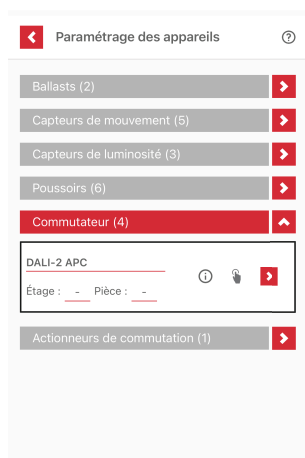 Paramétrage des appareils ?
Ballasts (2)
Capteurs de mouvement (5)
Capteurs de luminosité (3)
Poussoirs (6)
Commutateur (4)
DALI-2 APC
Étage : - Pièce : -
Actionneurs de commutation (1)